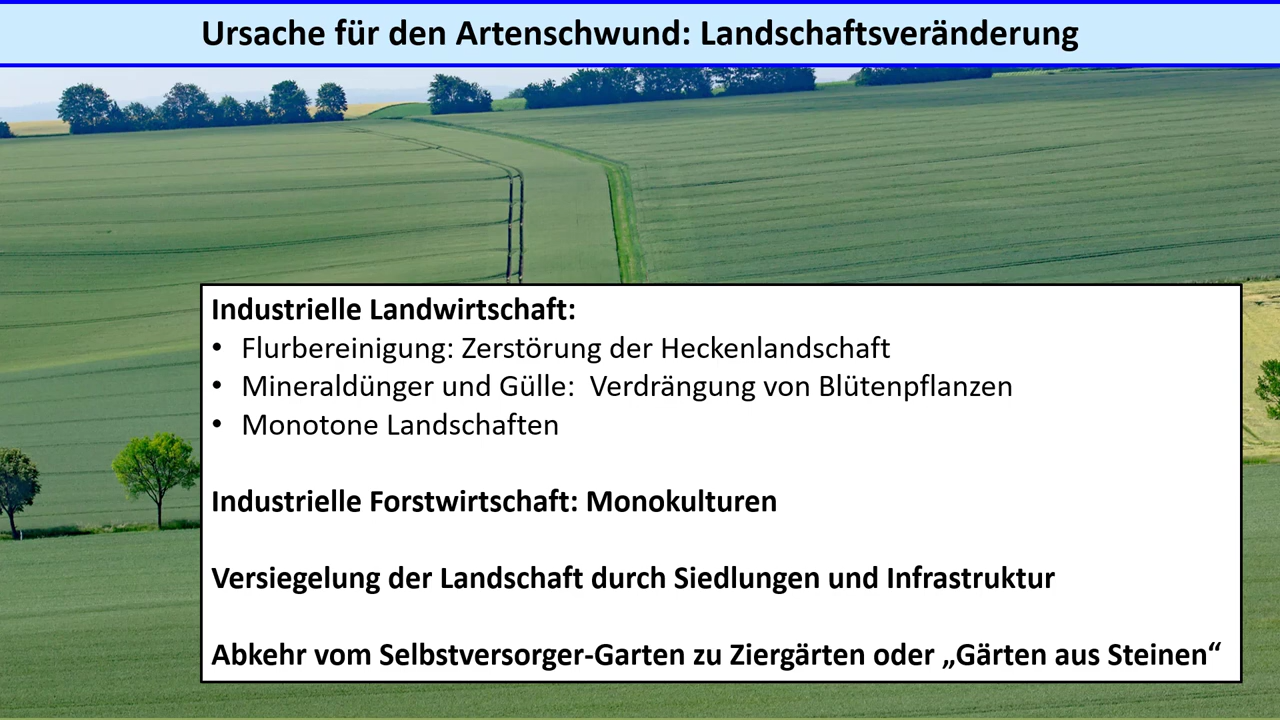 Ursache für den Artenschwund: Landschaftsveränderung
Industrielle Landwirtschaft:
• Flurbereinigung: Zerstörung der Heckenlandschaft
• Mineraldünger und Gülle:  Verdrängung von Blütenpflanzen
• Monotone Landschaften
Industrielle Forstwirtschaft: Monokulturen
Versiegelung der Landschaft durch Siedlungen und Infrastruktur
Abkehr vom Selbstversorger-Garten zu Ziergärten oder „Gärten aus Steinen“